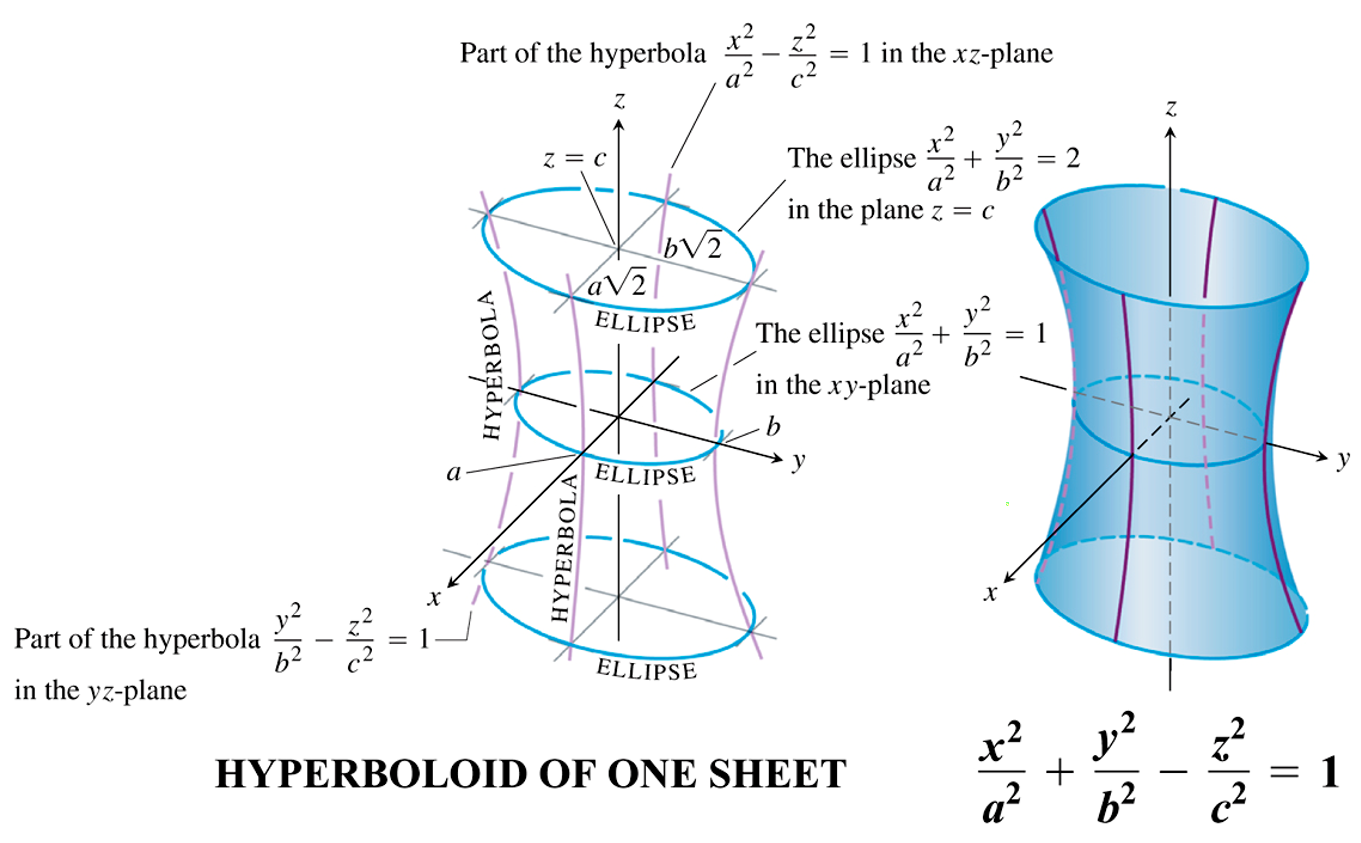 Part of the hyperbola x²/a² − z²/c² = 1 in the xz-plane
z
z = c
The ellipse x²/a² + y²/b² = 2
in the plane z = c
b√2
a√2
ELLIPSE
HYPERBOLA
The ellipse x²/a² + y²/b² = 1
in the xy-plane
b
y
a
ELLIPSE
HYPERBOLA
x
Part of the hyperbola y²/b² − z²/c² = 1
in the yz-plane
ELLIPSE
z
y
x
HYPERBOLOID OF ONE SHEET
x²/a² + y²/b² − z²/c² = 1